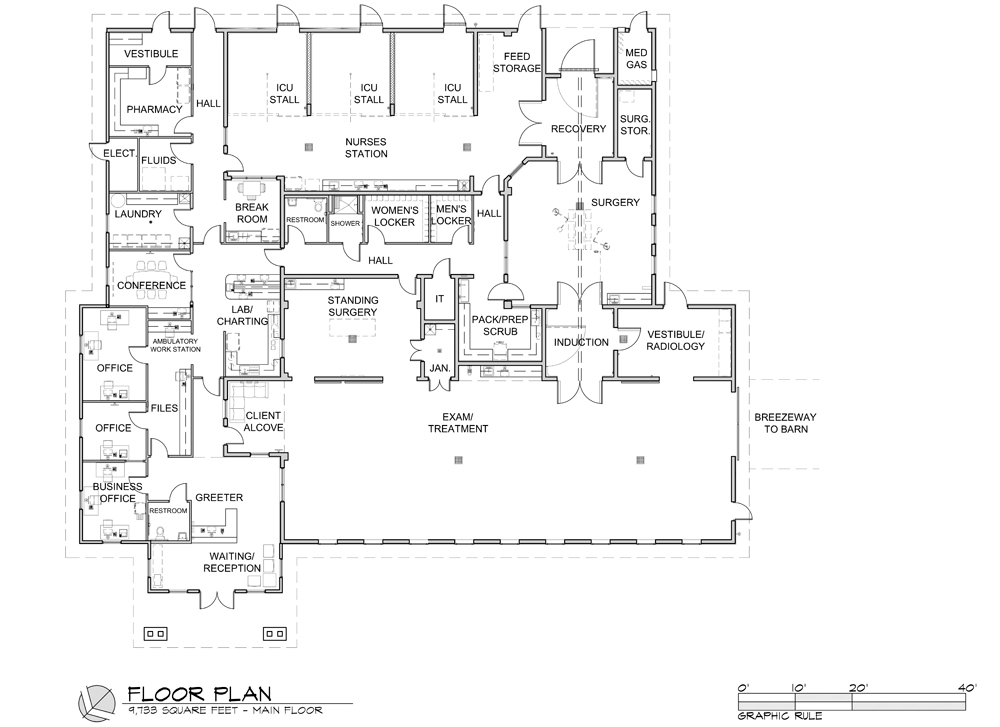 VESTIBULE
PHARMACY
HALL
ICU
STALL
ICU
STALL
ICU
STALL
FEED
STORAGE
MED
GAS
SURG.
STOR.
RECOVERY
NURSES
STATION
ELECT.
FLUIDS
LAUNDRY
BREAK
ROOM
RESTROOM
SHOWER
WOMEN'S
LOCKER
MEN'S
LOCKER
HALL
SURGERY
HALL
CONFERENCE
LAB/
CHARTING
STANDING
SURGERY
IT
PACK/PREP
SCRUB
INDUCTION
VESTIBULE/
RADIOLOGY
AMBULATORY
WORK STATION
JAN.
OFFICE
FILES
CLIENT
ALCOVE
EXAM/
TREATMENT
BREEZEWAY
TO BARN
OFFICE
BUSINESS
OFFICE
GREETER
RESTROOM
WAITING/
RECEPTION
FLOOR PLAN
9,733 SQUARE FEET - MAIN FLOOR
0' 10' 20' 40'
GRAPHIC RULE